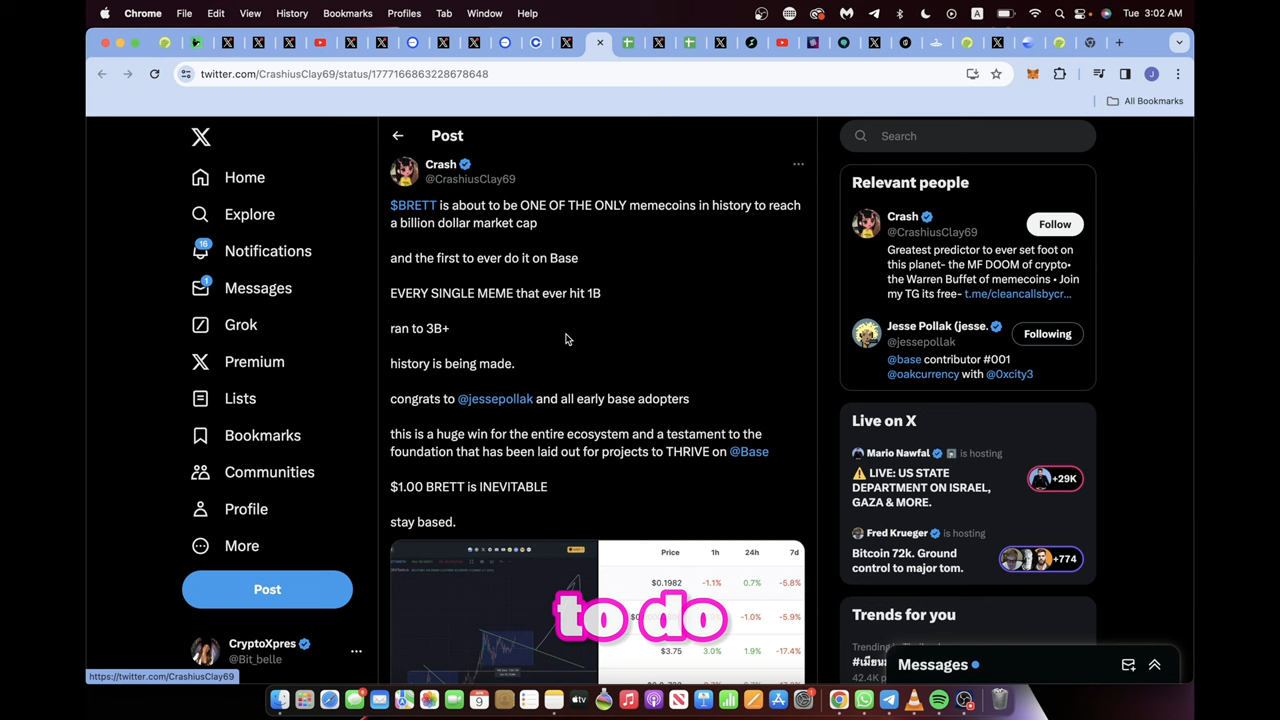 Chrome File Edit View History Bookmarks Profiles Tab Window Help
A Tue 3:02 AM
twitter.com/CrashiusClay69/status/1777166863228678648
J
All Bookmarks
Post
Search
Home
Explore
16
Notifications
1
Messages
Grok
Premium
Lists
Bookmarks
Communities
Profile
More
Post
CryptoXpres
@Bit_belle
https://twitter.com/CrashiusClay69
Crash
@CrashiusClay69
$BRETT is about to be ONE OF THE ONLY memecoins in history to reach
a billion dollar market cap
and the first to ever do it on Base
EVERY SINGLE MEME that ever hit 1B
ran to 3B+
history is being made.
congrats to @jessepollak and all early base adopters
this is a huge win for the entire ecosystem and a testament to the
foundation that has been laid out for projects to THRIVE on @Base
$1.00 BRETT is INEVITABLE
stay based.
Price 1h 24h 7d
$0.1982 -1.1% 0.7% -5.8%
-1.0% -5.9%
$3.75 3.0% 1.9% -17.4%
to do
Relevant people
Crash
@CrashiusClay69
Follow
Greatest predictor to ever set foot on
this planet- the MF DOOM of crypto•
the Warren Buffet of memecoins • Join
my TG its free- t.me/cleancallsbycr...
Jesse Pollak (jesse.
@jessepollak
Following
@base contributor #001
@oakcurrency with @0xcity3
Live on X
Mario Nawfal is hosting
⚠️ LIVE: US STATE
DEPARTMENT ON ISRAEL,
GAZA & MORE.
+29K
Fred Krueger is hosting
Bitcoin 72k. Ground
control to major tom.
+774
Trends for you
42.4K
Messages